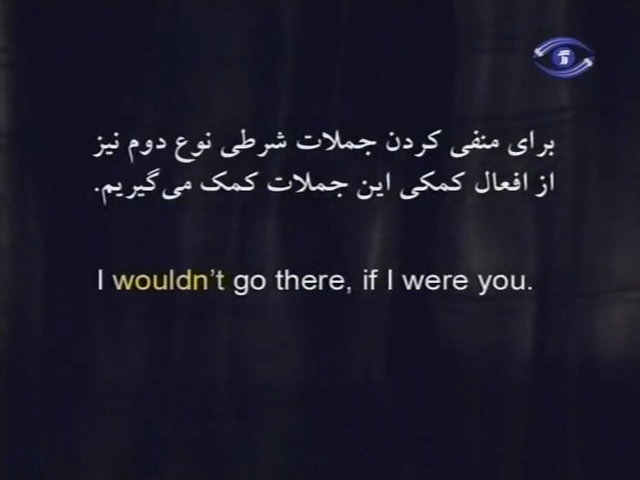 برای منفی کردن جملات شرطی نوع دوم نیز
از افعال کمکی این جملات کمک می‌گیریم.
I wouldn't go there, if I were you.